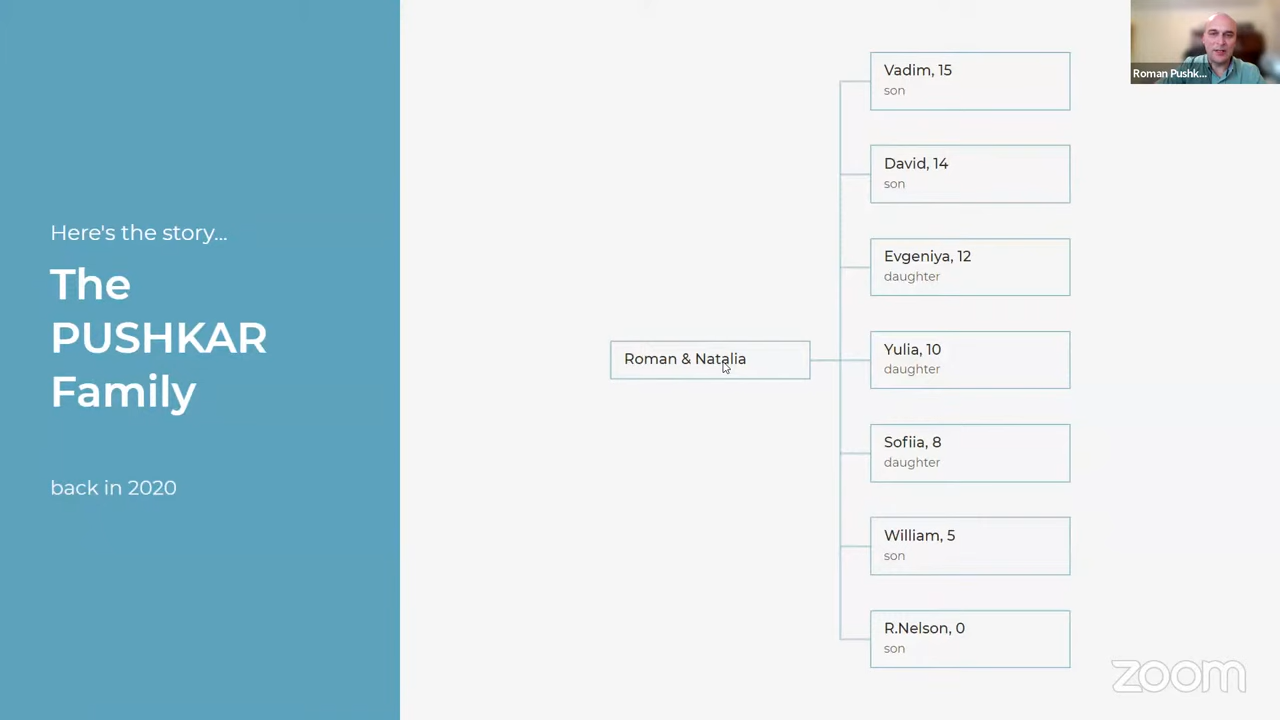 Here's the story...
The
PUSHKAR
Family
back in 2020
Roman & Natalia
Vadim, 15
son
David, 14
son
Evgeniya, 12
daughter
Yulia, 10
daughter
Sofiia, 8
daughter
William, 5
son
R.Nelson, 0
son
Roman Pushk...
zoom